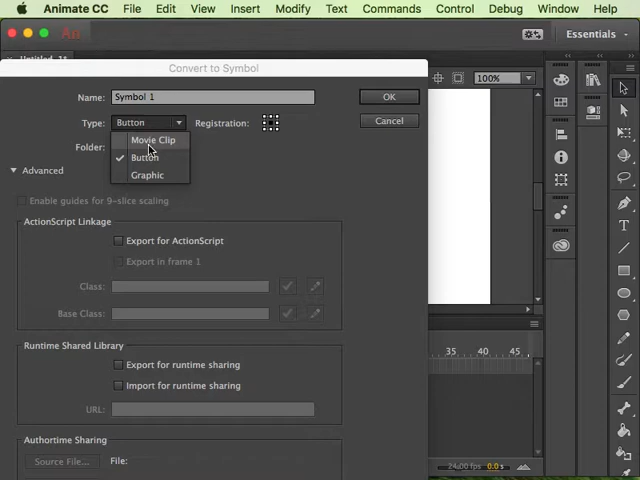 Animate CC File Edit View Insert Modify Text Commands Control Debug Window Help
An Essentials
Untitled-1*
Convert to Symbol
100%
Name: Symbol 1 OK
Type: Button Registration: Cancel
Movie Clip
Folder:
Button
Advanced
Graphic
Enable guides for 9-slice scaling
ActionScript Linkage
Export for ActionScript
Export in frame 1
Class:
Base Class:
Runtime Shared Library
35 40 45
Export for runtime sharing
Import for runtime sharing
URL:
Authortime Sharing
Source File... File:
24.00 fps 0.0 s